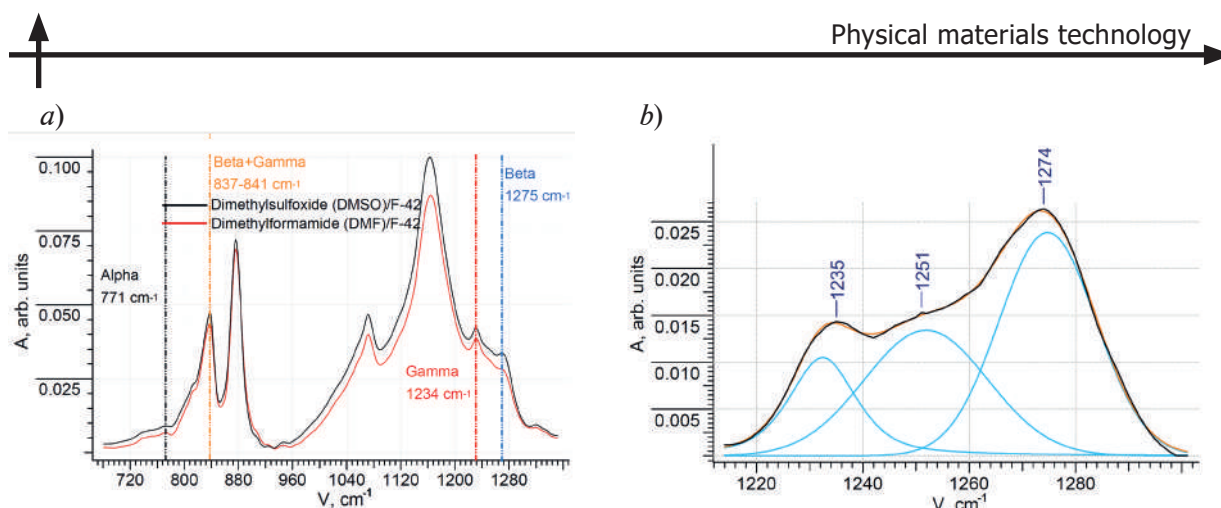 Physical materials technology
a)
b)
0.100
0.075
0.050
0.025
A, arb. units
720 800 880 960 1040 1120 1200 1280
V, cm-1
Beta+Gamma
837-841 cm-1
Beta
1275 cm-1
Dimethylsulfoxide (DMSO)/F-42
Dimethylformamide (DMF)/F-42
Alpha
771 cm-1
Gamma
1234 cm-1
0.025
0.020
0.015
0.010
0.005
A, arb. units
1235
1251
1274
1220 1240 1260 1280
V, cm-1